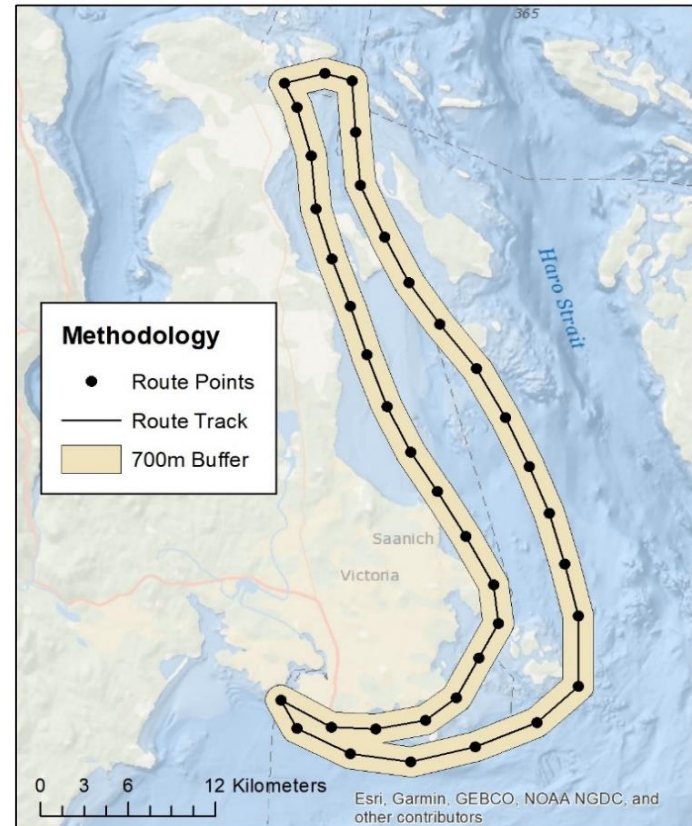 365
Haro Strait
Methodology
Route Points
Route Track
700m Buffer
Saanich
Victoria
0 3 6 12 Kilometers
Esri, Garmin, GEBCO, NOAA NGDC, and
other contributors